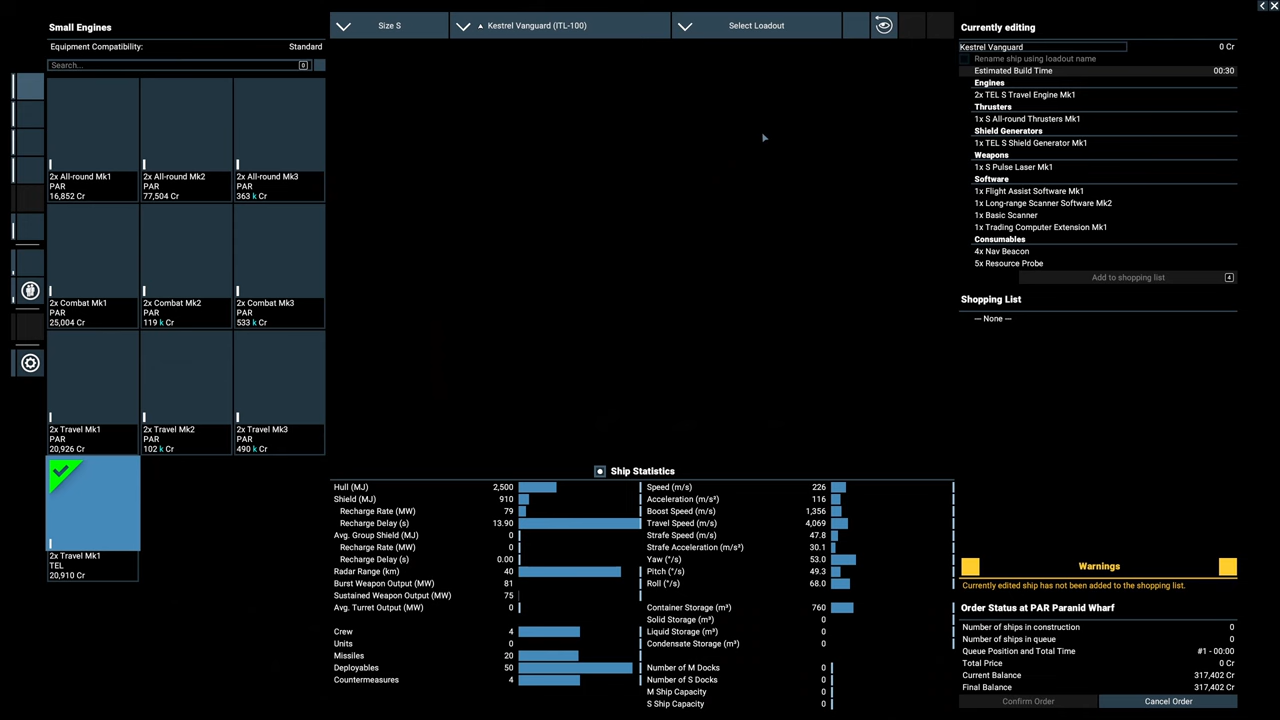 Small Engines
Equipment Compatibility: Standard
Search... 0
2x All-round Mk1
PAR
16,852 Cr
2x All-round Mk2
PAR
77,504 Cr
2x All-round Mk3
PAR
363 k Cr
2x Combat Mk1
PAR
25,004 Cr
2x Combat Mk2
PAR
119 k Cr
2x Combat Mk3
PAR
533 k Cr
2x Travel Mk1
PAR
20,926 Cr
2x Travel Mk2
PAR
102 k Cr
2x Travel Mk3
PAR
490 k Cr
2x Travel Mk1
TEL
20,910 Cr
Size S
Kestrel Vanguard (ITL-100)
Select Loadout
Ship Statistics
Hull (MJ) 2,500
Shield (MJ) 910
Recharge Rate (MW) 79
Recharge Delay (s) 13.90
Avg. Group Shield (MJ) 0
Recharge Rate (MW) 0
Recharge Delay (s) 0.00
Radar Range (km) 40
Burst Weapon Output (MW) 81
Sustained Weapon Output (MW) 75
Avg. Turret Output (MW) 0
Crew 4
Units 0
Missiles 20
Deployables 50
Countermeasures 4
Speed (m/s) 226
Acceleration (m/s²) 116
Boost Speed (m/s) 1,356
Travel Speed (m/s) 4,069
Strafe Speed (m/s) 47.8
Strafe Acceleration (m/s²) 30.1
Yaw (°/s) 53.0
Pitch (°/s) 49.3
Roll (°/s) 68.0
Container Storage (m³) 760
Solid Storage (m³) 0
Liquid Storage (m³) 0
Condensate Storage (m³) 0
Number of M Docks 0
Number of S Docks 0
M Ship Capacity 0
S Ship Capacity 0
Currently editing
Kestrel Vanguard 0 Cr
Rename ship using loadout name
Estimated Build Time 00:30
Engines
2x TEL S Travel Engine Mk1
Thrusters
1x S All-round Thrusters Mk1
Shield Generators
1x TEL S Shield Generator Mk1
Weapons
1x S Pulse Laser Mk1
Software
1x Flight Assist Software Mk1
1x Long-range Scanner Software Mk2
1x Basic Scanner
1x Trading Computer Extension Mk1
Consumables
4x Nav Beacon
5x Resource Probe
Add to shopping list 4
Shopping List
--- None ---
Warnings
Currently edited ship has not been added to the shopping list.
Order Status at PAR Paranid Wharf
Number of ships in construction 0
Number of ships in queue 0
Queue Position and Total Time #1 - 00:00
Total Price 0 Cr
Current Balance 317,402 Cr
Final Balance 317,402 Cr
Confirm Order
Cancel Order